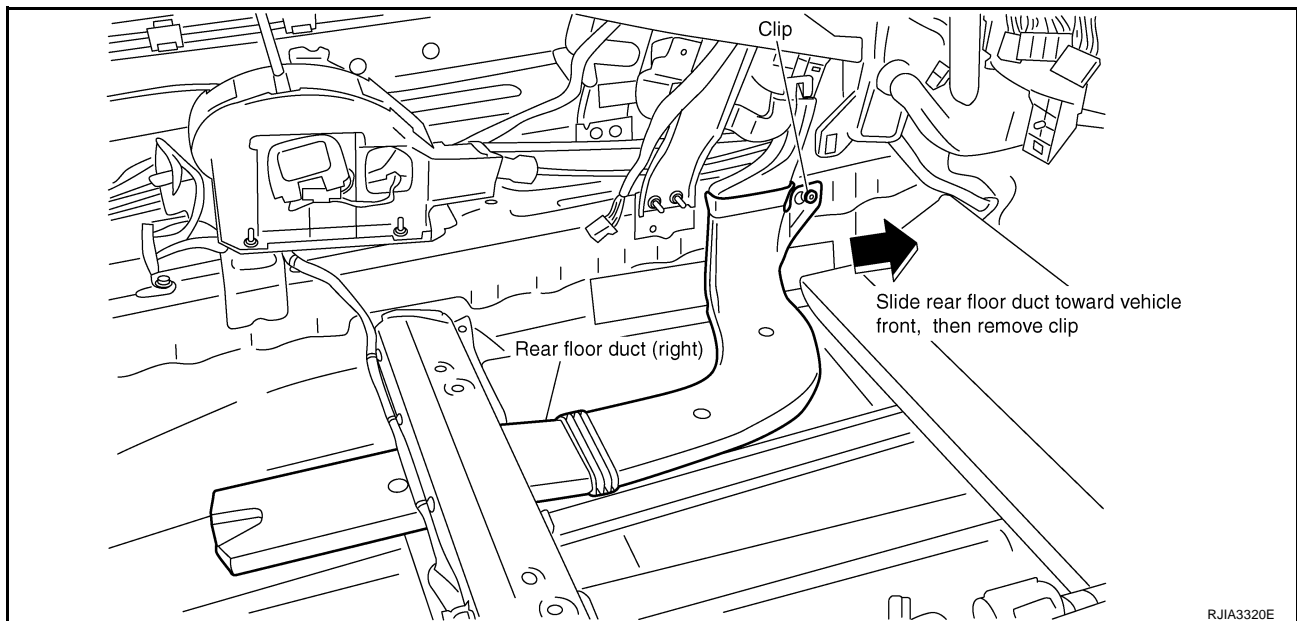 Clip
Slide rear floor duct toward vehicle
front, then remove clip
Rear floor duct (right)
RJIA3320E